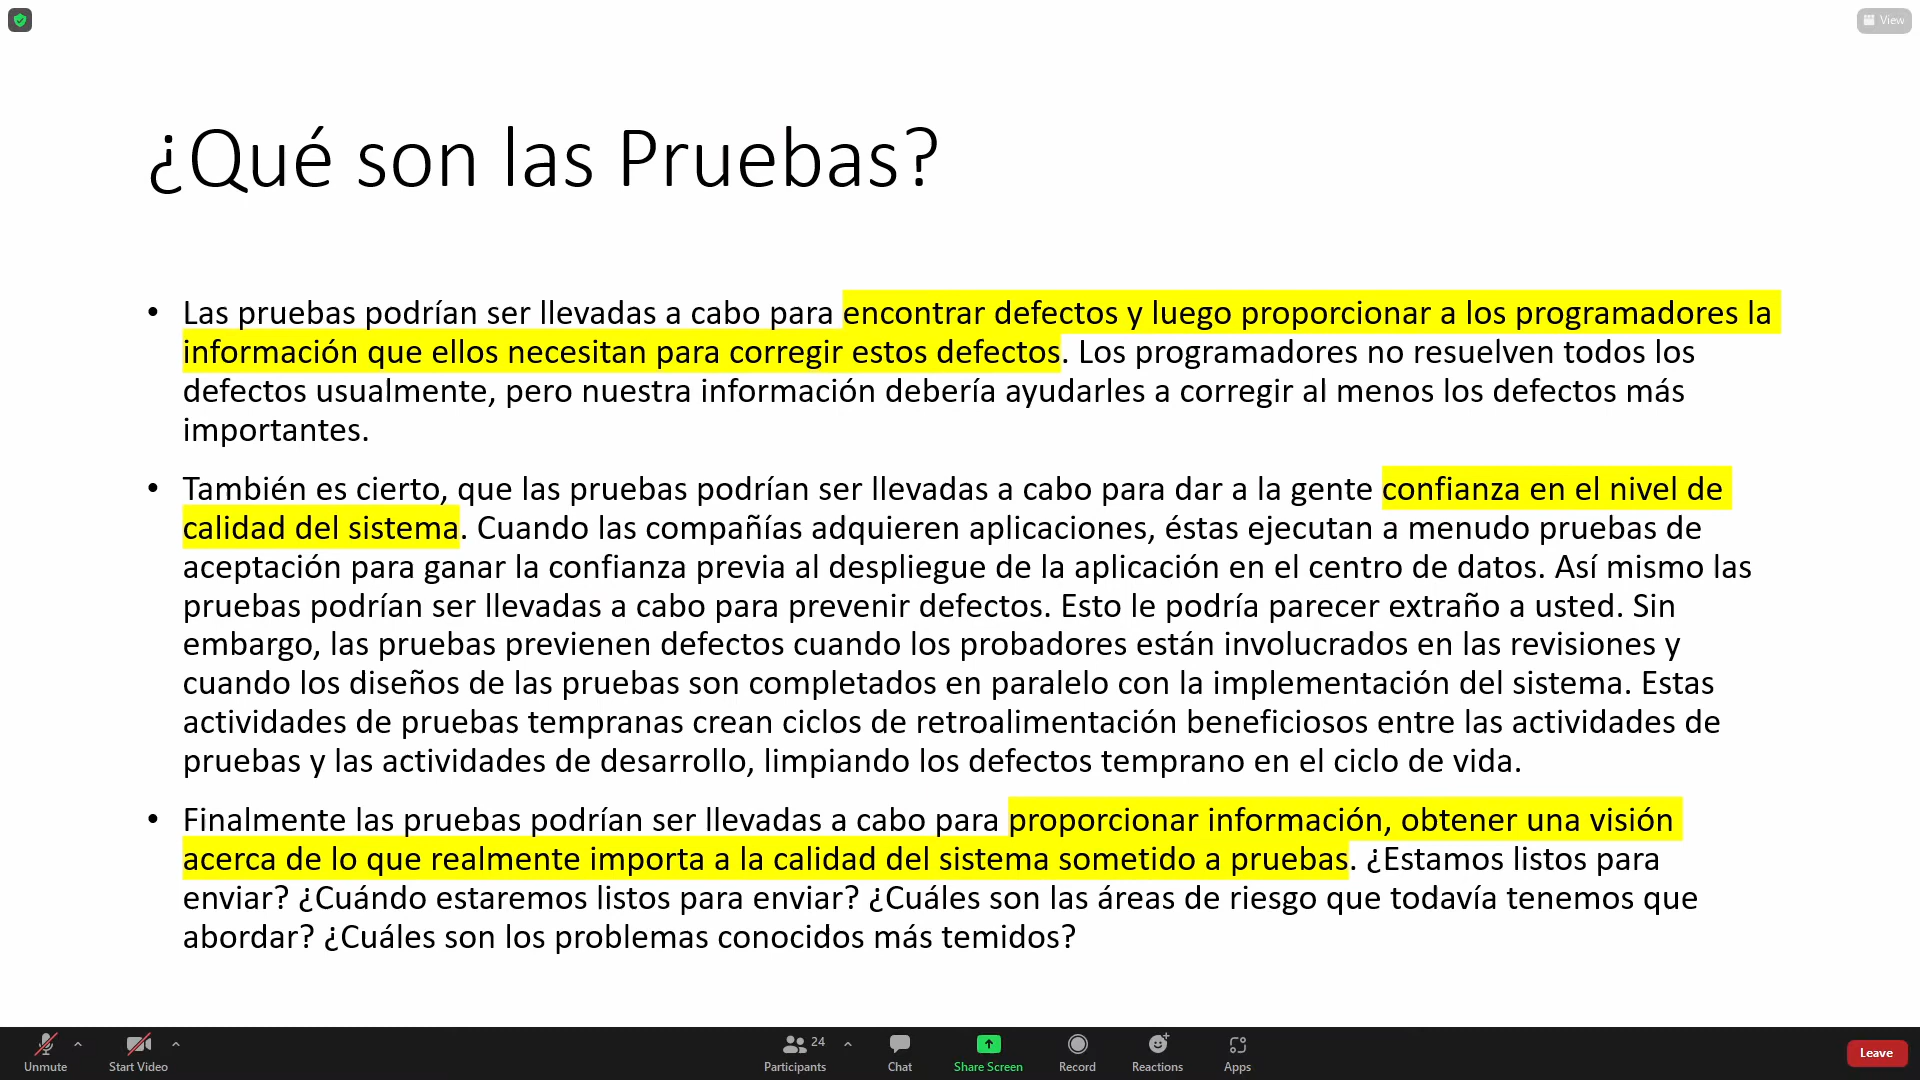 View
¿Qué son las Pruebas?
• Las pruebas podrían ser llevadas a cabo para encontrar defectos y luego proporcionar a los programadores la
información que ellos necesitan para corregir estos defectos. Los programadores no resuelven todos los
defectos usualmente, pero nuestra información debería ayudarles a corregir al menos los defectos más
importantes.
• También es cierto, que las pruebas podrían ser llevadas a cabo para dar a la gente confianza en el nivel de
calidad del sistema. Cuando las compañías adquieren aplicaciones, éstas ejecutan a menudo pruebas de
aceptación para ganar la confianza previa al despliegue de la aplicación en el centro de datos. Así mismo las
pruebas podrían ser llevadas a cabo para prevenir defectos. Esto le podría parecer extraño a usted. Sin
embargo, las pruebas previenen defectos cuando los probadores están involucrados en las revisiones y
cuando los diseños de las pruebas son completados en paralelo con la implementación del sistema. Estas
actividades de pruebas tempranas crean ciclos de retroalimentación beneficiosos entre las actividades de
pruebas y las actividades de desarrollo, limpiando los defectos temprano en el ciclo de vida.
• Finalmente las pruebas podrían ser llevadas a cabo para proporcionar información, obtener una visión
acerca de lo que realmente importa a la calidad del sistema sometido a pruebas. ¿Estamos listos para
enviar? ¿Cuándo estaremos listos para enviar? ¿Cuáles son las áreas de riesgo que todavía tenemos que
abordar? ¿Cuáles son los problemas conocidos más temidos?
24
Unmute Start Video Participants Chat Share Screen Record Reactions Apps Leave